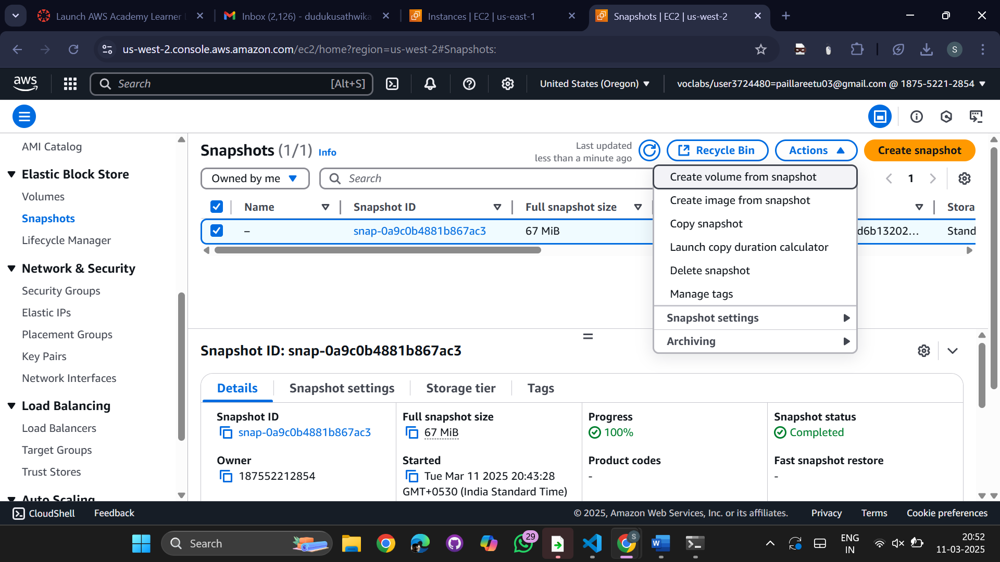 Launch AWS Academy Learner
Inbox (2,126) - dudukusathwika
Instances | EC2 | us-east-1
Snapshots | EC2 | us-west-2
us-west-2.console.aws.amazon.com/ec2/home?region=us-west-2#Snapshots:
S
aws
Search
[Alt+S]
United States (Oregon)
voclabs/user3724480=paillareetu03@gmail.com @ 1875-5221-2854
AMI Catalog
Elastic Block Store
Volumes
Snapshots
Lifecycle Manager
Network & Security
Security Groups
Elastic IPs
Placement Groups
Key Pairs
Network Interfaces
Load Balancing
Load Balancers
Target Groups
Trust Stores
Auto Scaling
Snapshots (1/1) Info
Last updated
less than a minute ago
Recycle Bin
Actions
Create snapshot
Owned by me
Search
1
Name
Snapshot ID
Full snapshot size
Stora
–
snap-0a9c0b4881b867ac3
67 MiB
d6b13202...
Stand
Create volume from snapshot
Create image from snapshot
Copy snapshot
Launch copy duration calculator
Delete snapshot
Manage tags
Snapshot settings
Archiving
Snapshot ID: snap-0a9c0b4881b867ac3
Details
Snapshot settings
Storage tier
Tags
Snapshot ID
snap-0a9c0b4881b867ac3
Full snapshot size
67 MiB
Progress
100%
Snapshot status
Completed
Owner
187552212854
Started
Tue Mar 11 2025 20:43:28
GMT+0530 (India Standard Time)
Product codes
-
Fast snapshot restore
-
CloudShell
Feedback
© 2025, Amazon Web Services, Inc. or its affiliates.
Privacy
Terms
Cookie preferences
Search
29
S
W
ENG
IN
20:52
11-03-2025